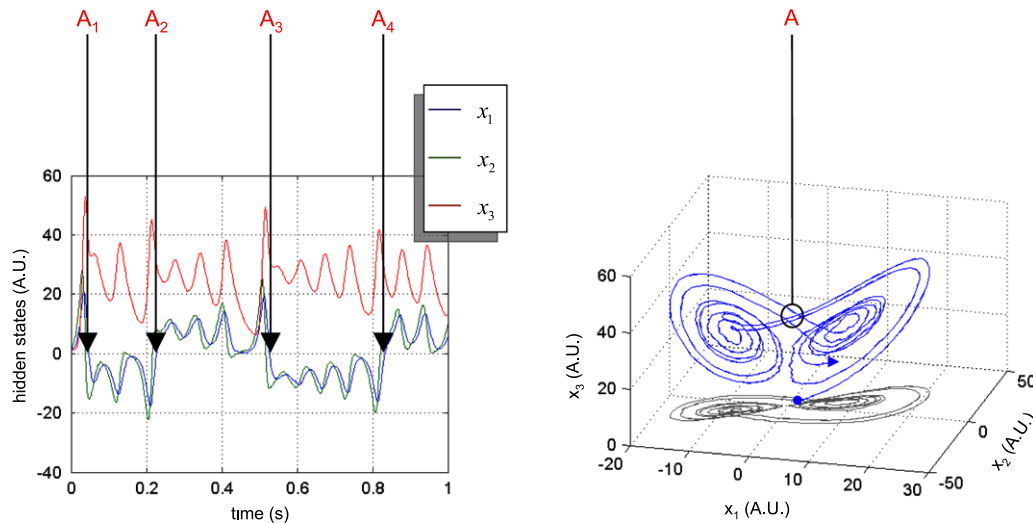 A1 A2 A3 A4
x1
x2
x3
60
40
20
0
-20
-40
0 0.2 0.4 0.6 0.8 1
hidden states (A.U.)
time (s)
A
60
40
20
0
x3 (A.U.)
-20 -10 0 10 20 30
x1 (A.U.)
-50 0 50
x2 (A.U.)